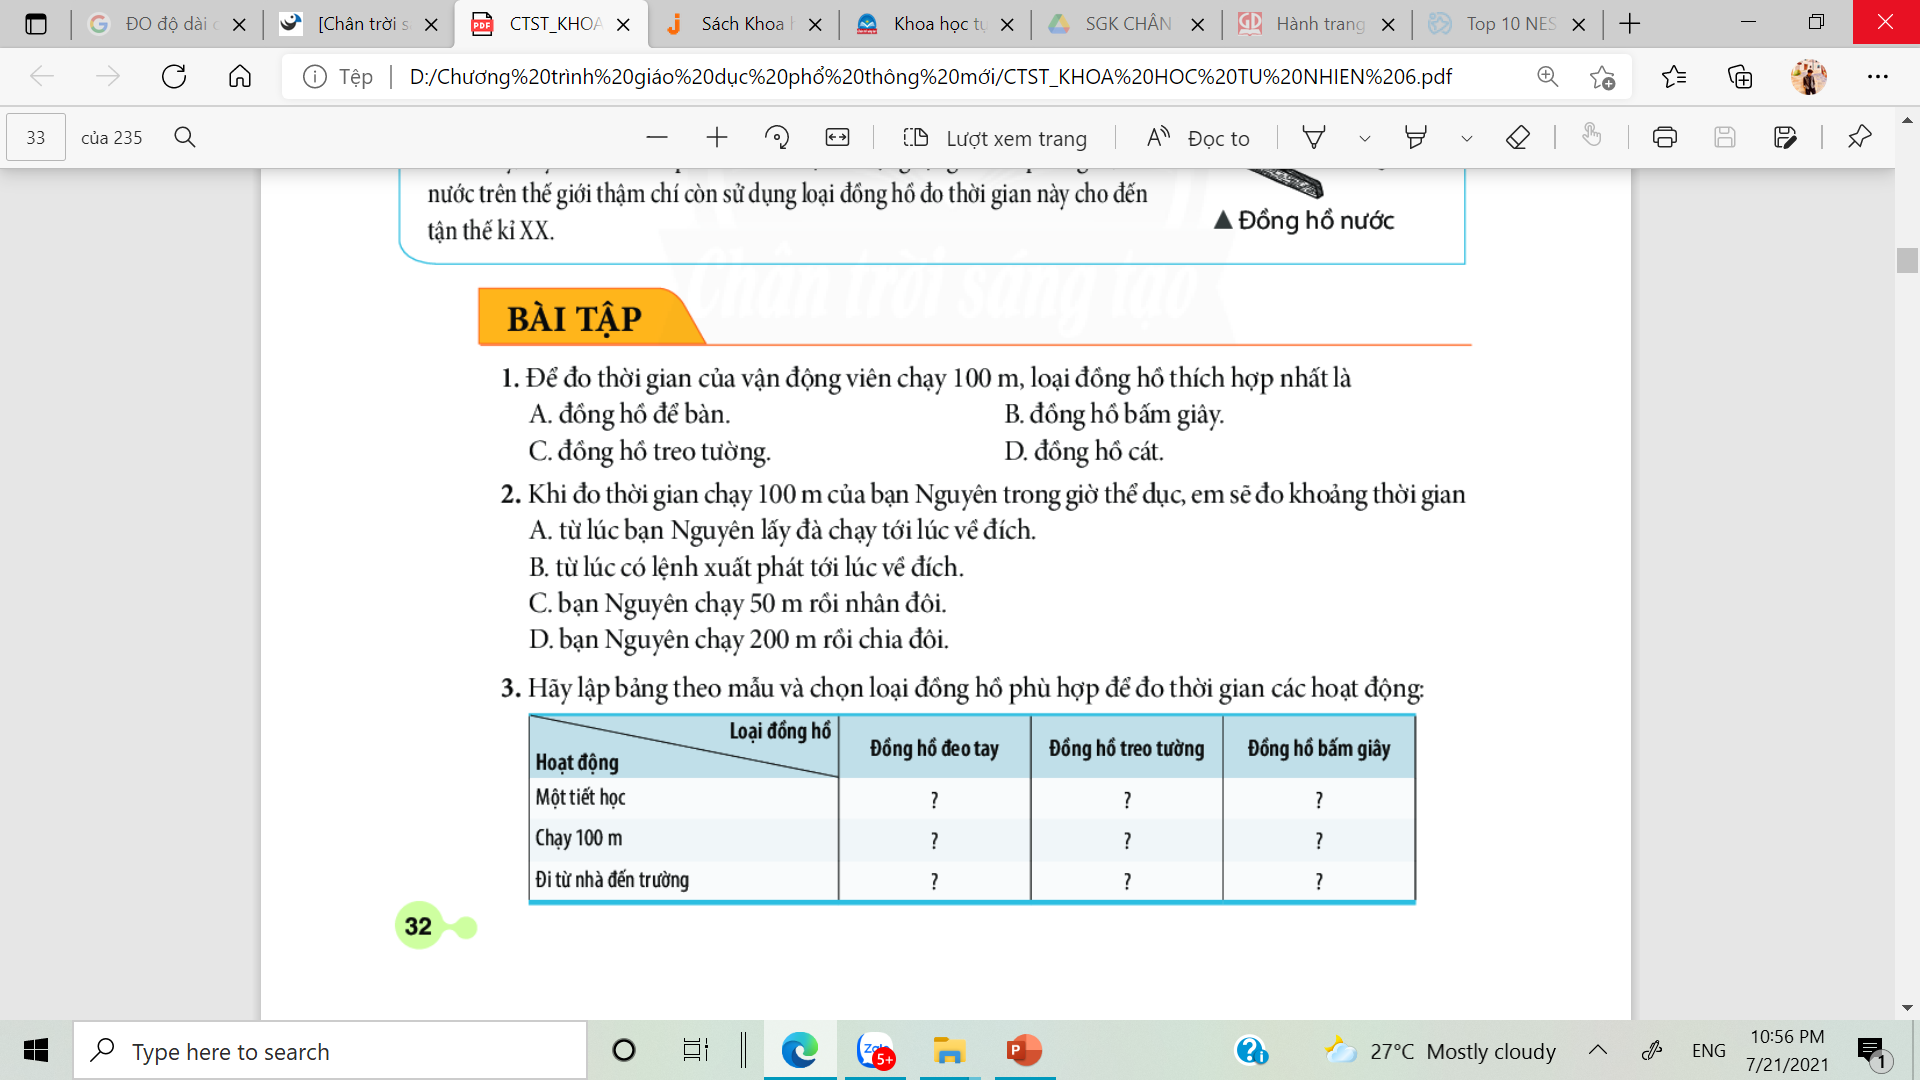 ĐO độ dài c
[Chân trời s
CTST_KHOA
Sách Khoa h
Khoa học tự
SGK CHÂN
Hành trang
Top 10 NES
Tệp
D:/Chương%20trình%20giáo%20dục%20phổ%20thông%20mới/CTST_KHOA%20HOC%20TU%20NHIEN%206.pdf
33
của 235
Lượt xem trang
Đọc to
nước trên thế giới thậm chí còn sử dụng loại đồng hồ đo thời gian này cho đến
tận thế kỉ XX.
▲ Đồng hồ nước
Chân trời sáng tạo
BÀI TẬP
1. Để đo thời gian của vận động viên chạy 100 m, loại đồng hồ thích hợp nhất là
A. đồng hồ để bàn.
B. đồng hồ bấm giây.
C. đồng hồ treo tường.
D. đồng hồ cát.
2. Khi đo thời gian chạy 100 m của bạn Nguyên trong giờ thể dục, em sẽ đo khoảng thời gian
A. từ lúc bạn Nguyên lấy đà chạy tới lúc về đích.
B. từ lúc có lệnh xuất phát tới lúc về đích.
C. bạn Nguyên chạy 50 m rồi nhân đôi.
D. bạn Nguyên chạy 200 m rồi chia đôi.
3. Hãy lập bảng theo mẫu và chọn loại đồng hồ phù hợp để đo thời gian các hoạt động:
Loại đồng hồ
Hoạt động
Đồng hồ đeo tay
Đồng hồ treo tường
Đồng hồ bấm giây
Một tiết học ? ? ?
Chạy 100 m ? ? ?
Đi từ nhà đến trường ? ? ?
32
Type here to search
5+
27°C Mostly cloudy
ENG
10:56 PM
7/21/2021
1